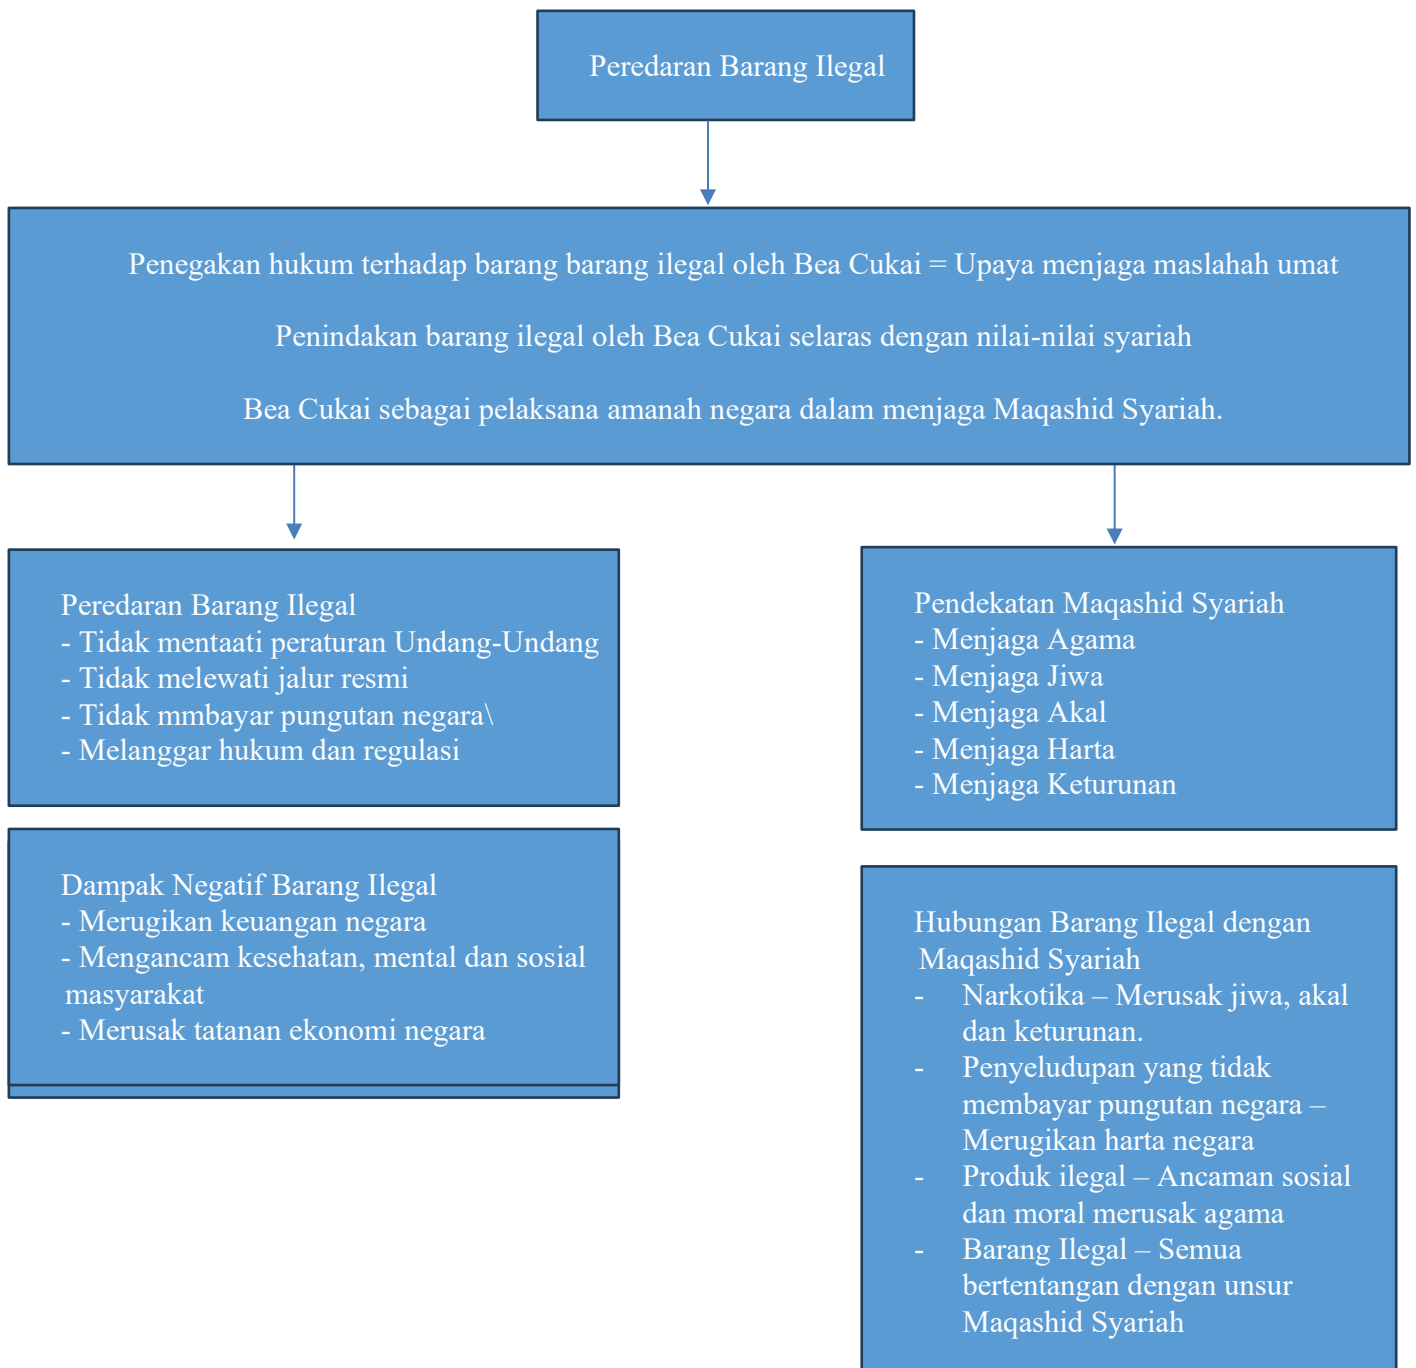 Peredaran Barang Ilegal
Penegakan hukum terhadap barang barang ilegal oleh Bea Cukai = Upaya menjaga maslahah umat
Penindakan barang ilegal oleh Bea Cukai selaras dengan nilai-nilai syariah
Bea Cukai sebagai pelaksana amanah negara dalam menjaga Maqashid Syariah.
Peredaran Barang Ilegal
- Tidak mentaati peraturan Undang-Undang
- Tidak melewati jalur resmi
- Tidak mmbayar pungutan negara\
- Melanggar hukum dan regulasi
Dampak Negatif Barang Ilegal
- Merugikan keuangan negara
- Mengancam kesehatan, mental dan sosial
masyarakat
- Merusak tatanan ekonomi negara
Pendekatan Maqashid Syariah
- Menjaga Agama
- Menjaga Jiwa
- Menjaga Akal
- Menjaga Harta
- Menjaga Keturunan
Hubungan Barang Ilegal dengan
Maqashid Syariah
- Narkotika – Merusak jiwa, akal
dan keturunan.
- Penyeludupan yang tidak
membayar pungutan negara –
Merugikan harta negara
- Produk ilegal – Ancaman sosial
dan moral merusak agama
- Barang Ilegal – Semua
bertentangan dengan unsur
Maqashid Syariah